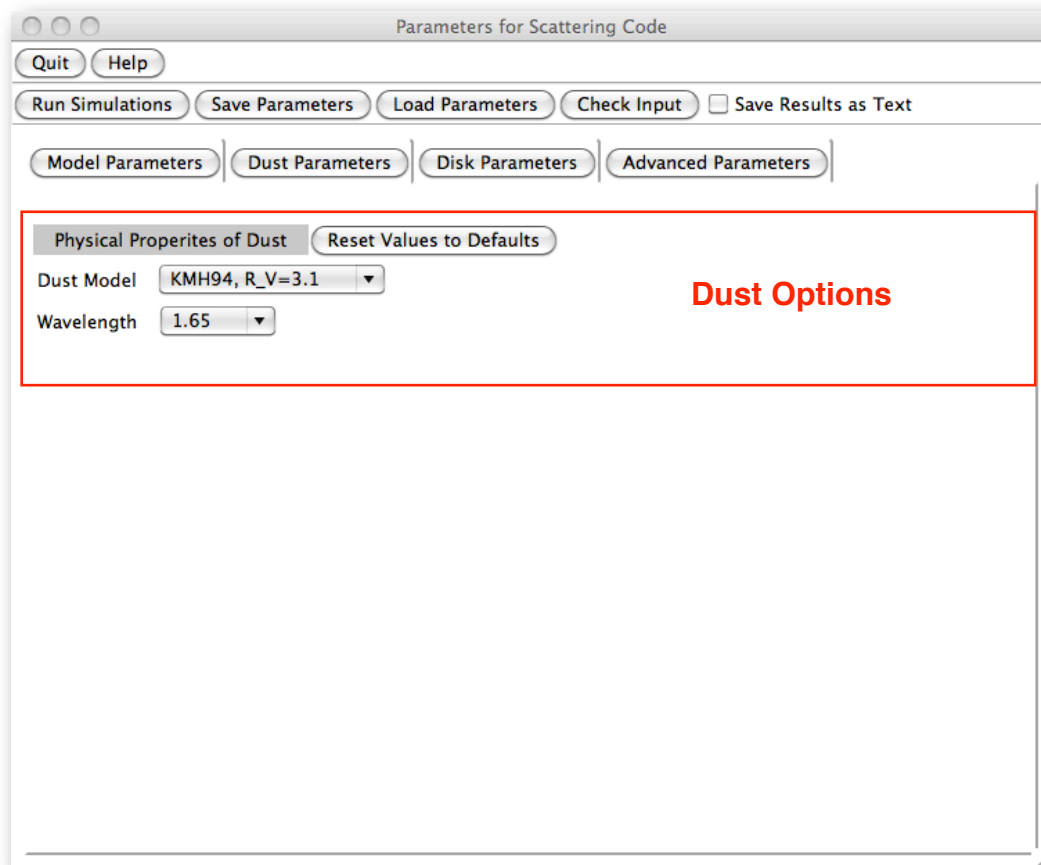 Parameters for Scattering Code
Quit Help
Run Simulations Save Parameters Load Parameters Check Input Save Results as Text
Model Parameters Dust Parameters Disk Parameters Advanced Parameters
Physical Properites of Dust Reset Values to Defaults
Dust Model KMH94, R_V=3.1
Dust Options
Wavelength 1.65